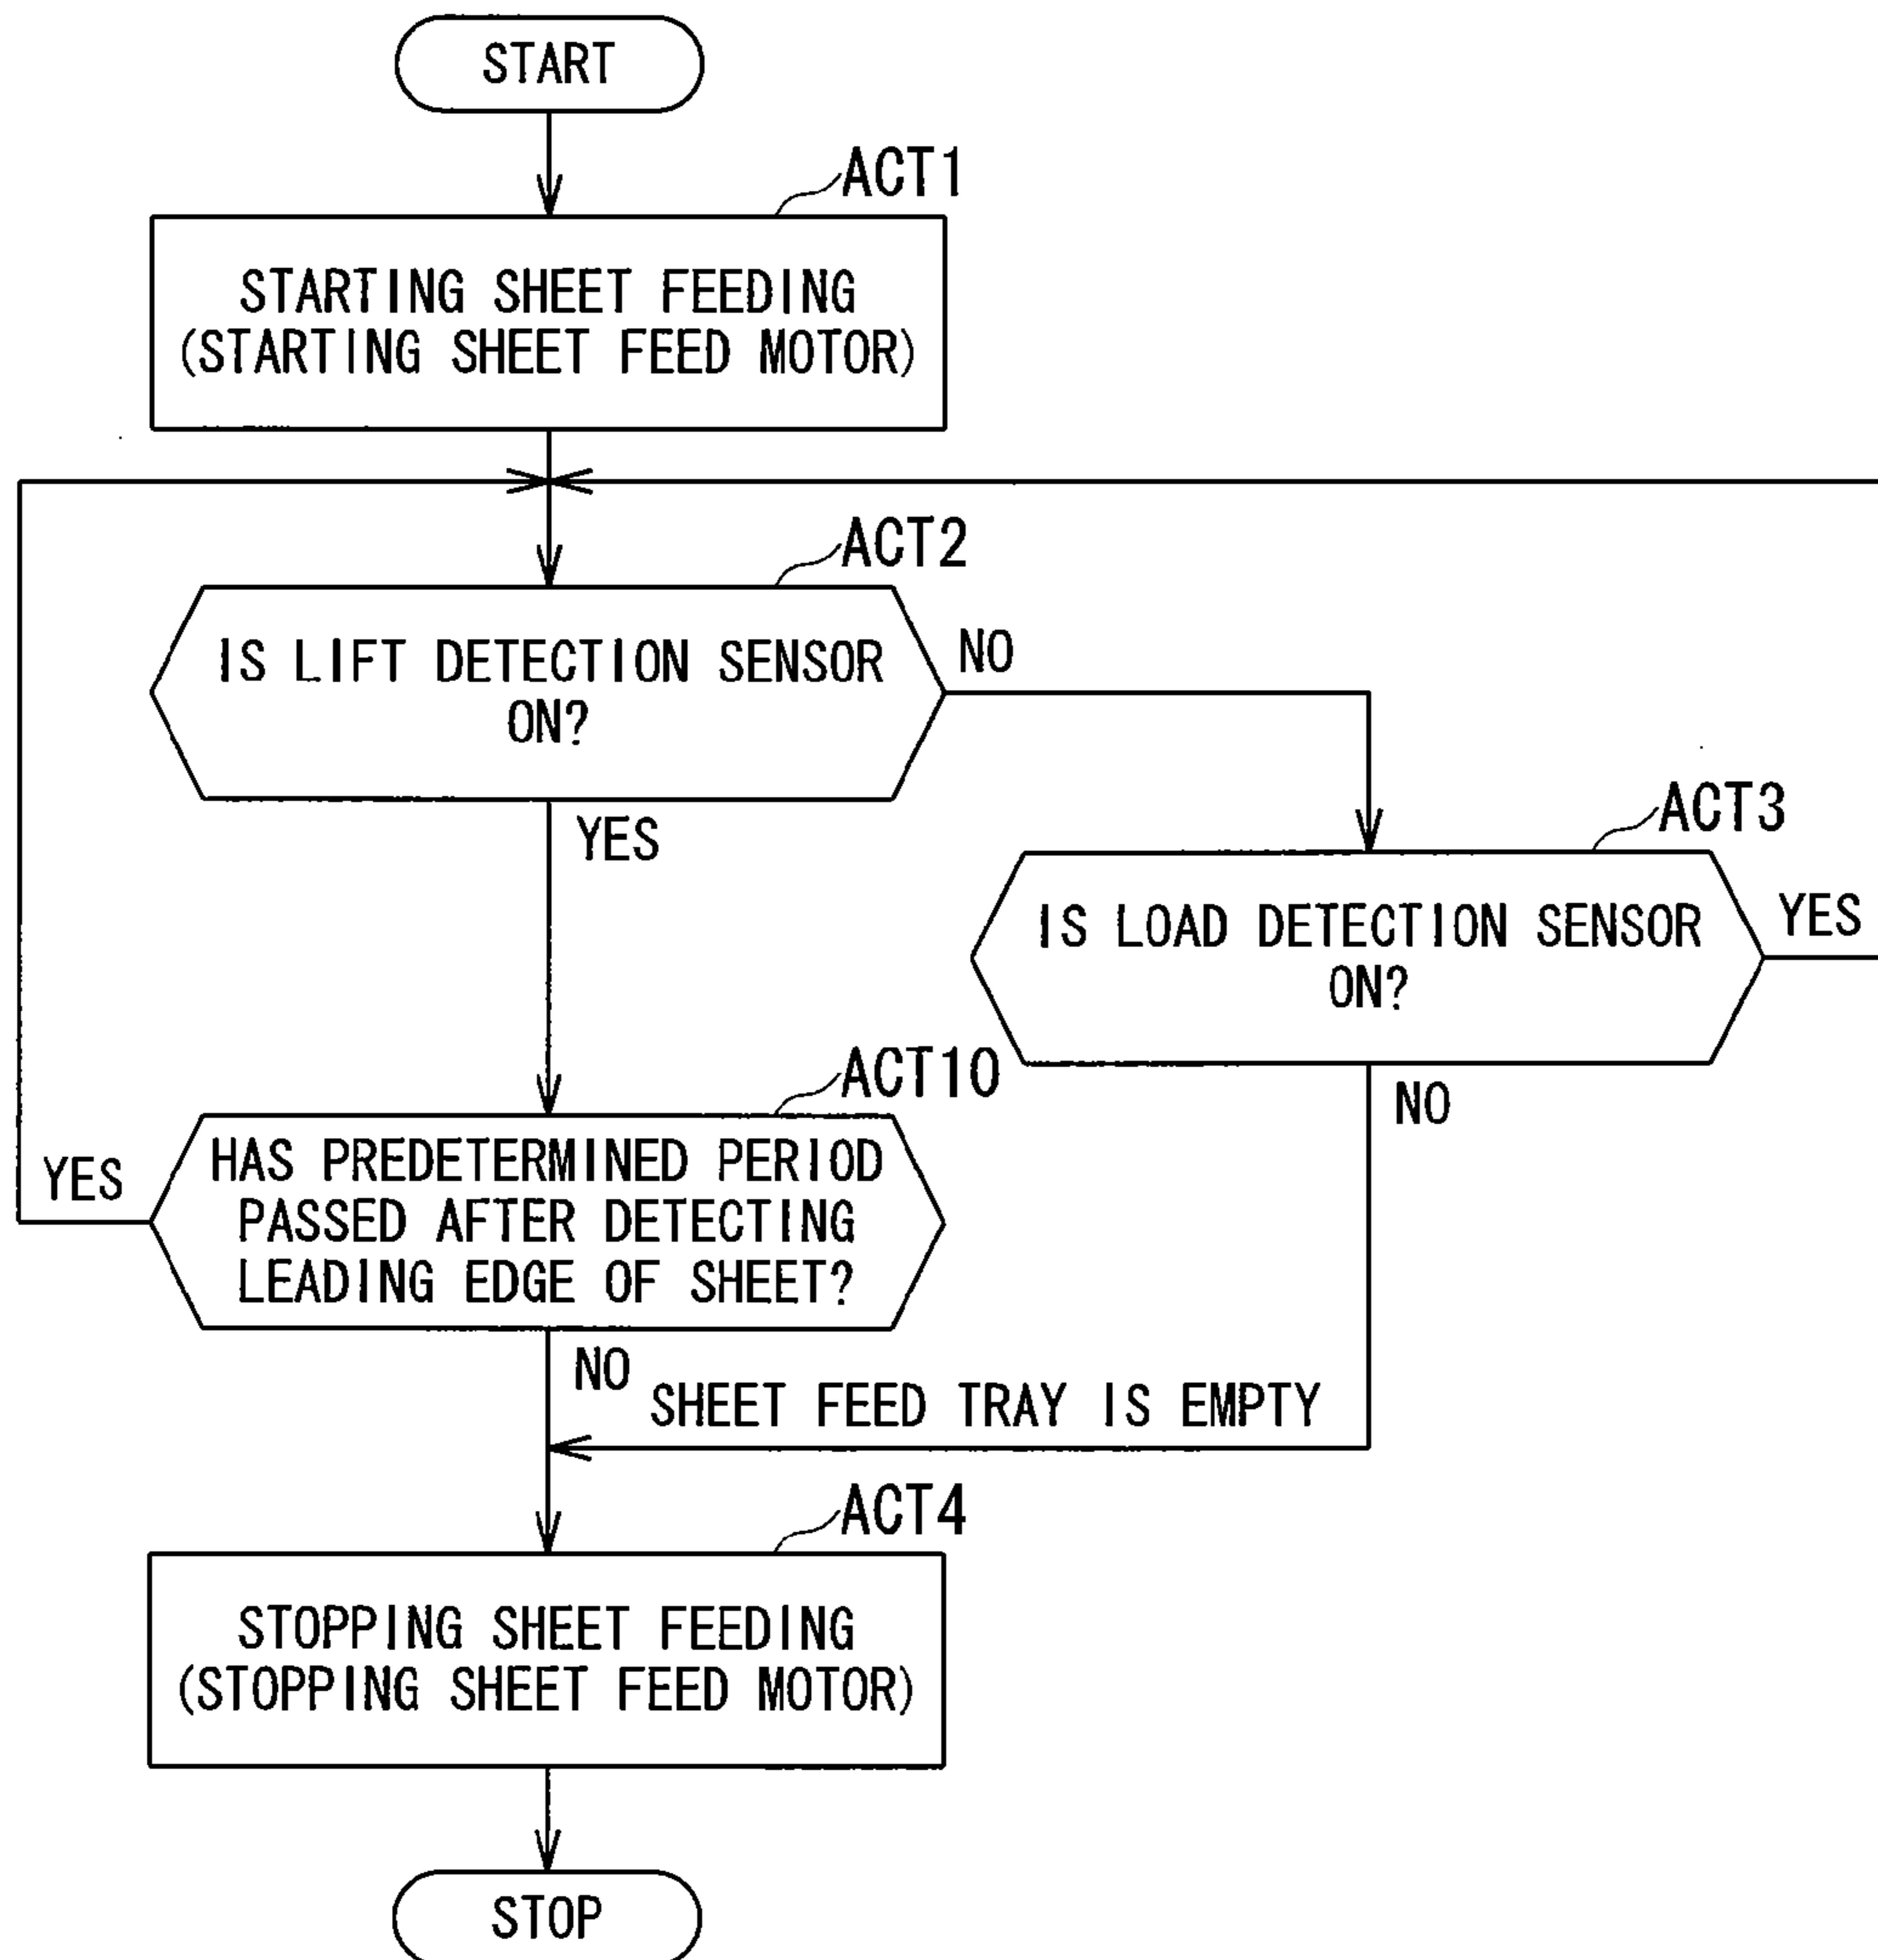 START
ACT1
STARTING SHEET FEEDING
(STARTING SHEET FEED MOTOR)
ACT2
IS LIFT DETECTION SENSOR
ON?
NO
YES
ACT3
IS LOAD DETECTION SENSOR
ON?
YES
NO
ACT10
HAS PREDETERMINED PERIOD
PASSED AFTER DETECTING
LEADING EDGE OF SHEET?
YES
NO
SHEET FEED TRAY IS EMPTY
ACT4
STOPPING SHEET FEEDING
(STOPPING SHEET FEED MOTOR)
STOP